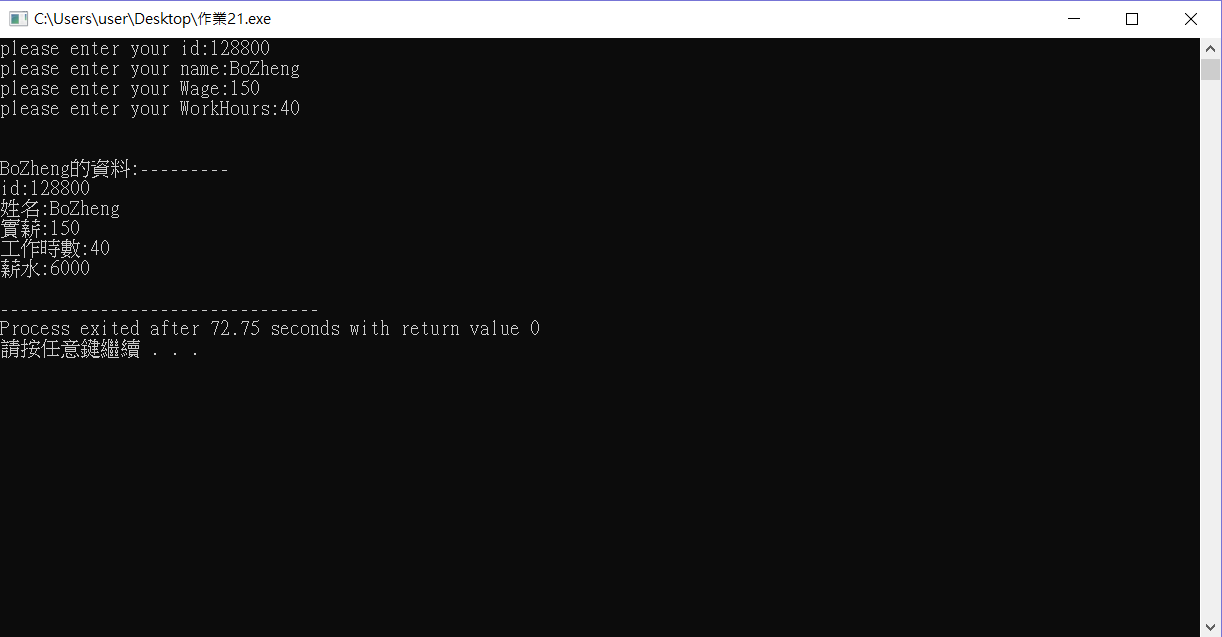 C:\Users\user\Desktop\作業21.exe
please enter your id:128800
please enter your name:BoZheng
please enter your Wage:150
please enter your WorkHours:40
BoZheng的資料:---------
id:128800
姓名:BoZheng
實薪:150
工作時數:40
薪水:6000
--------------------------------
Process exited after 72.75 seconds with return value 0
請按任意鍵繼續 . . .